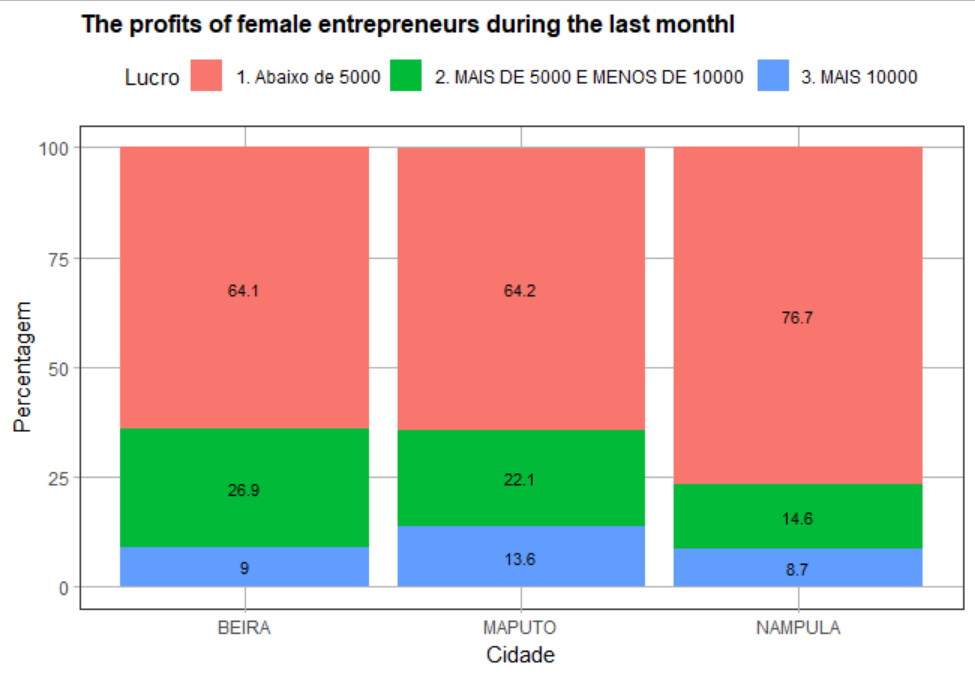 The profits of female entrepreneurs during the last monthl
Lucro 1. Abaixo de 5000 2. MAIS DE 5000 E MENOS DE 10000 3. MAIS 10000
Percentagem
100
75
50
25
0
64.1
64.2
76.7
26.9
22.1
14.6
9
13.6
8.7
BEIRA MAPUTO NAMPULA
Cidade